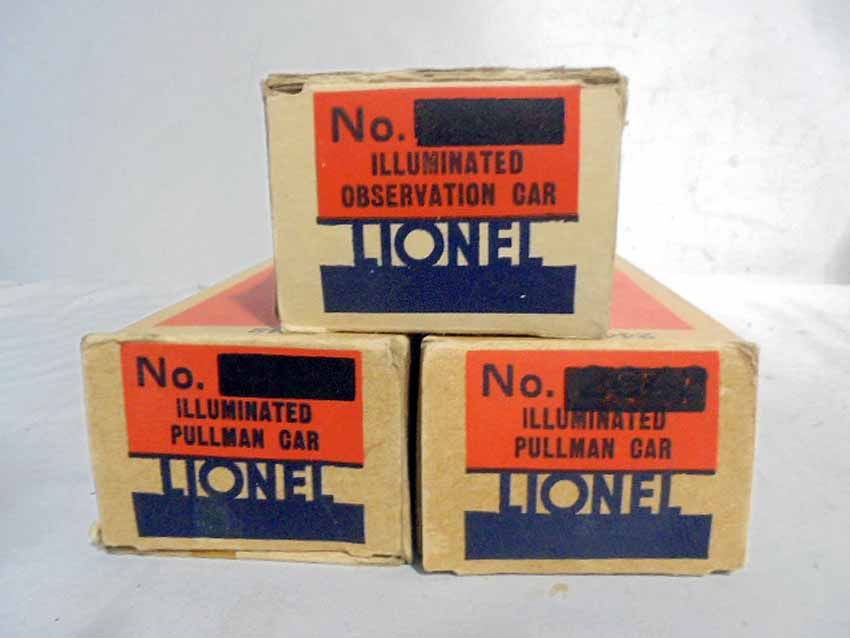 No.
ILLUMINATED
OBSERVATION CAR
LIONEL
No.
ILLUMINATED
PULLMAN CAR
LIONEL
No.
ILLUMINATED
PULLMAN CAR
LIONEL